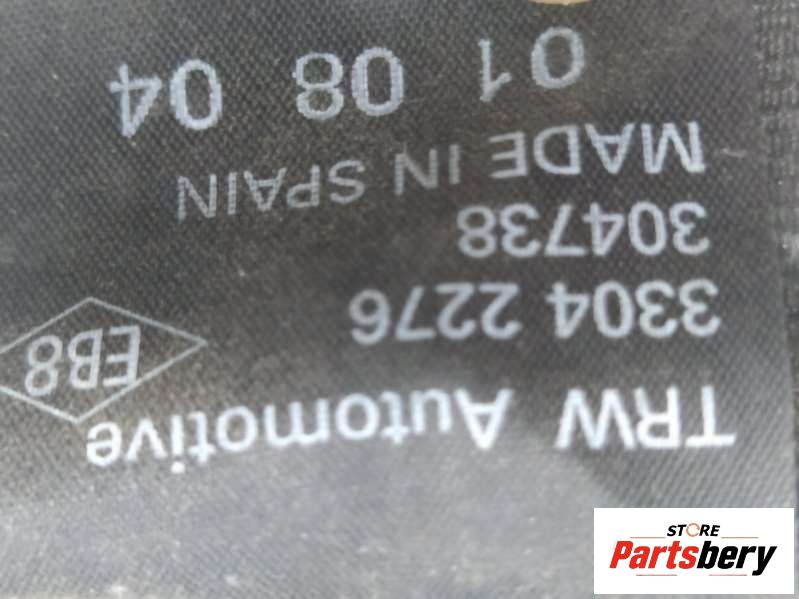 TRW Automotive
EB8
3304 2276
304738
MADE IN SPAIN
01 08 04
STORE
Partsbery